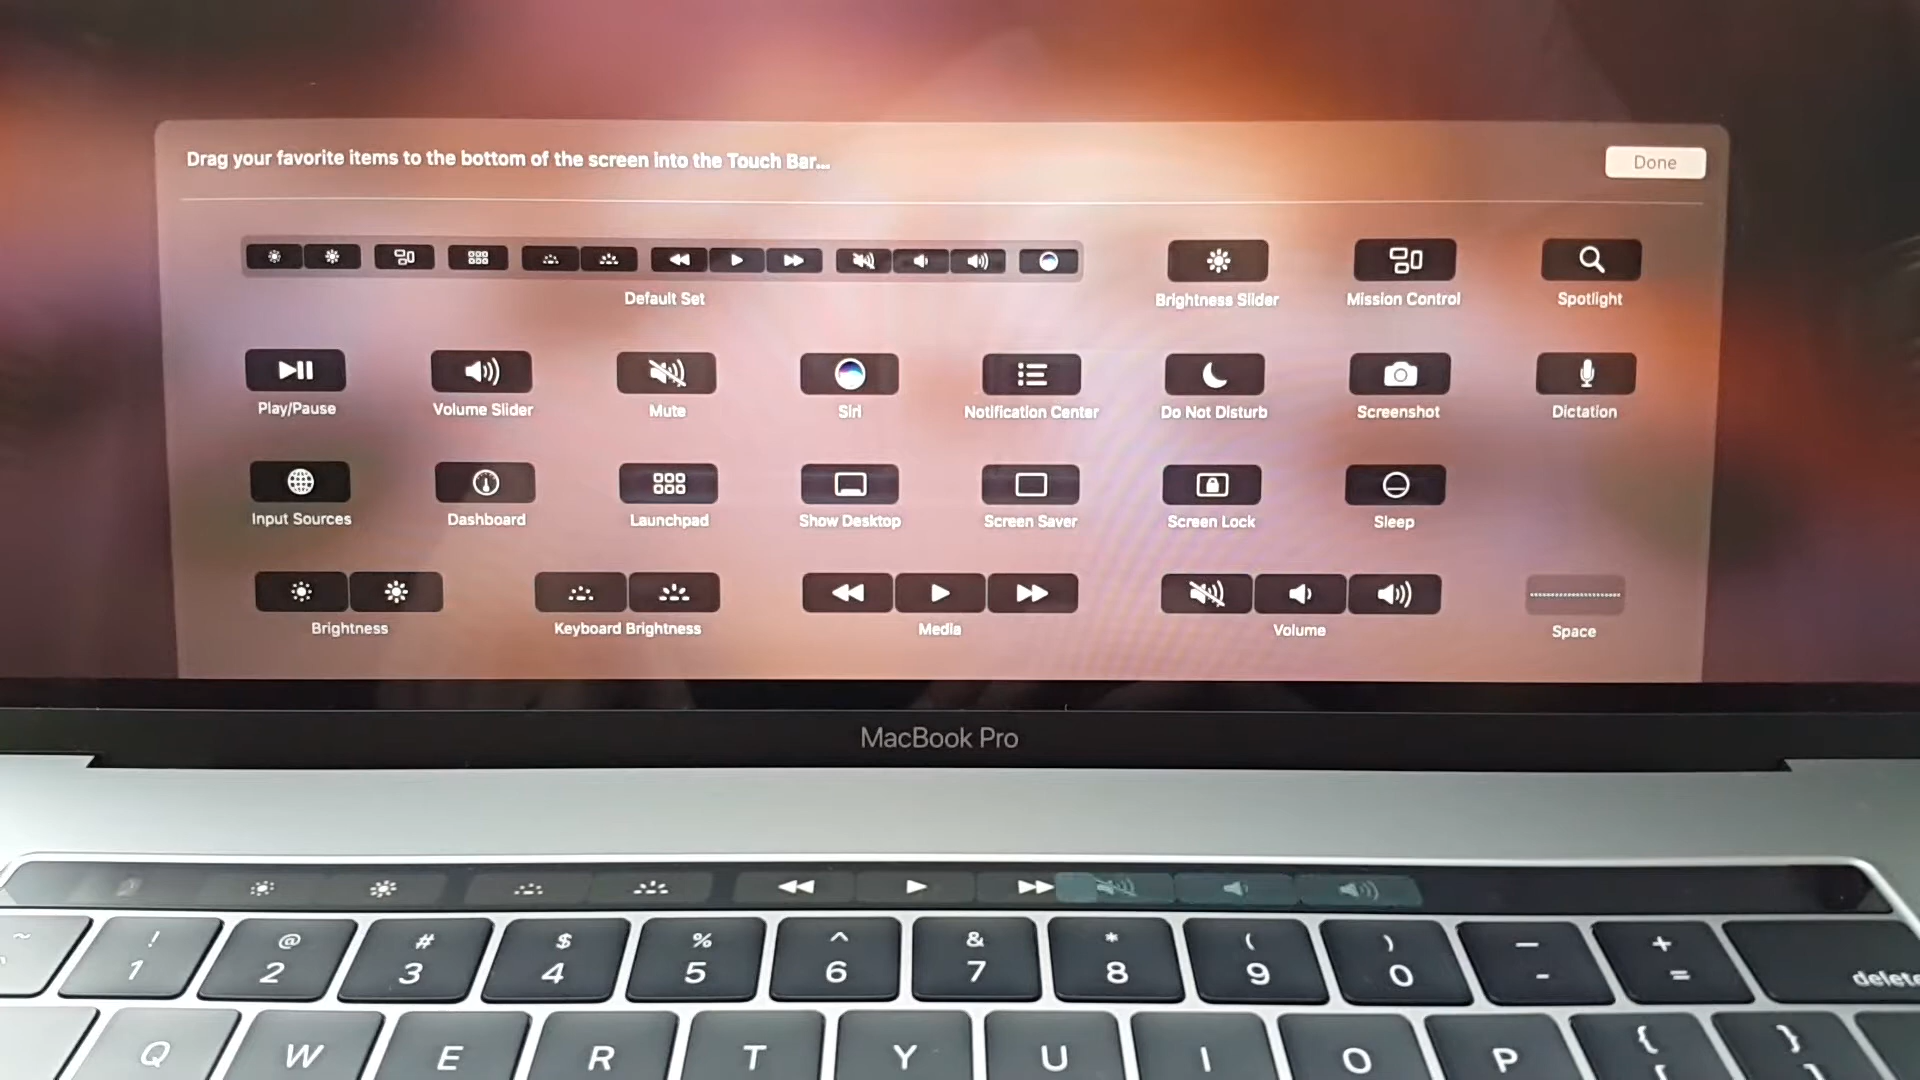 Drag your favorite items to the bottom of the screen into the Touch Bar...
Done
Default Set
Brightness Slider
Mission Control
Spotlight
Play/Pause
Volume Slider
Mute
Siri
Notification Center
Do Not Disturb
Screenshot
Dictation
Input Sources
Dashboard
Launchpad
Show Desktop
Screen Saver
Screen Lock
Sleep
Brightness
Keyboard Brightness
Media
Volume
Space
MacBook Pro
~ ! @ # $ % ^ & * ( ) — +
1 2 3 4 5 6 7 8 9 0 - = delete
Q W E R T Y U I O P { }